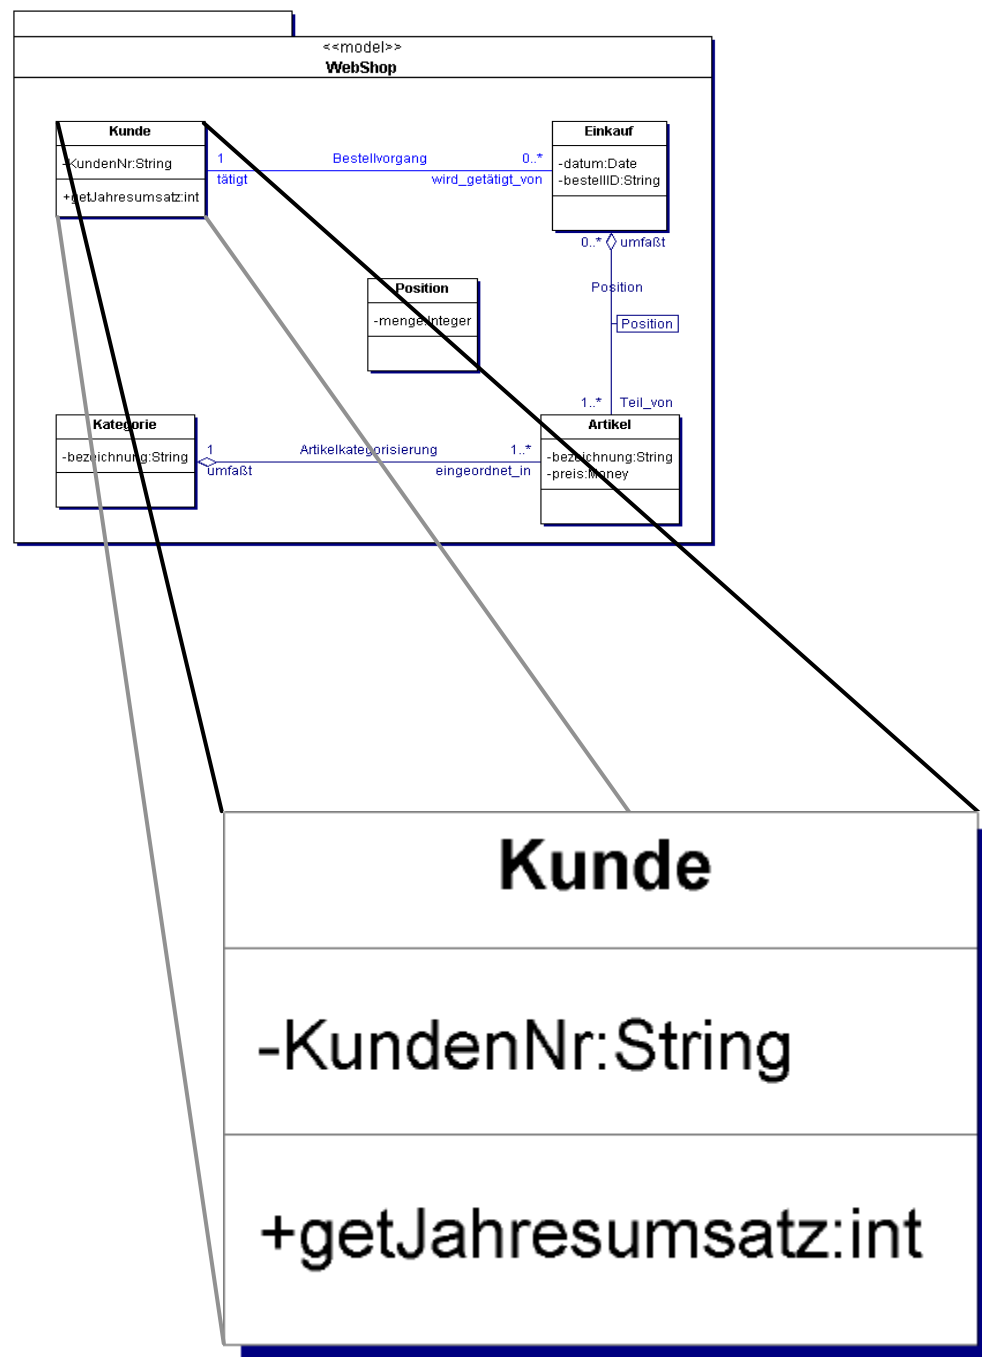 <<model>>
WebShop
Kunde
-KundenNr:String
+getJahresumsatz:int
1
Bestellvorgang
0..*
tätigt
wird_getätigt_von
Einkauf
-datum:Date
-bestellID:String
0..*
umfaßt
Position
Position
1..*
Teil_von
Position
-menge:Integer
Kategorie
-bezeichnung:String
1
Artikelkategorisierung
1..*
umfaßt
eingeordnet_in
Artikel
-bezeichnung:String
-preis:Money
Kunde
-KundenNr:String
+getJahresumsatz:int